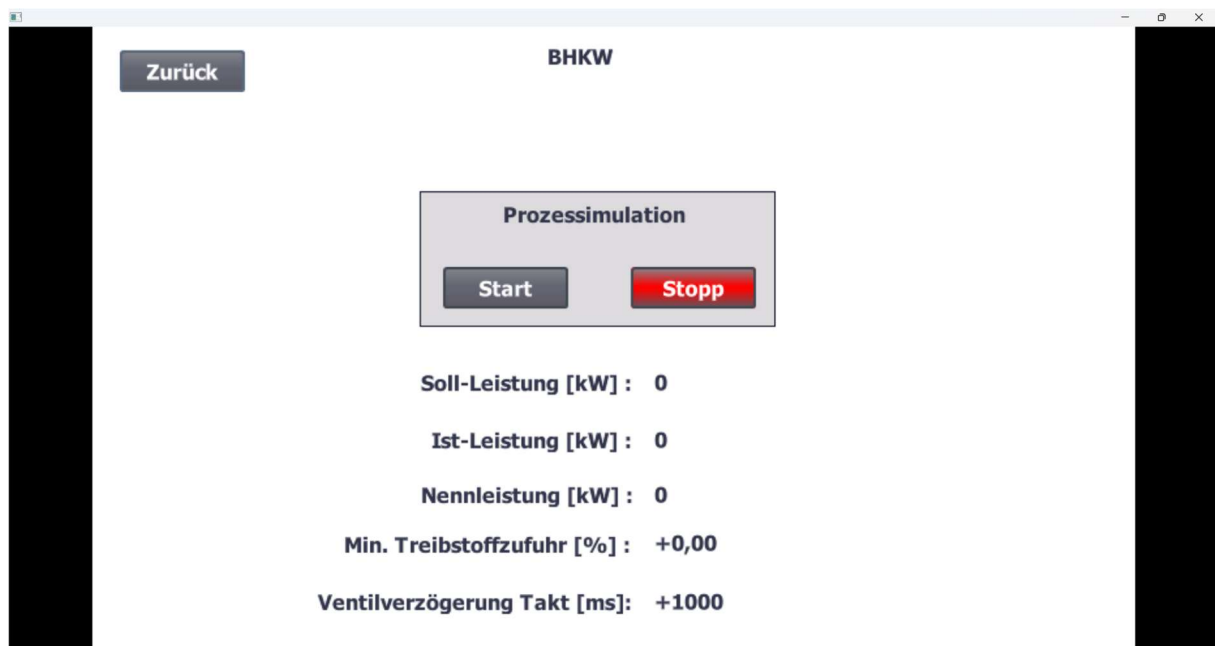 BHKW
Zurück
Prozessimulation
Start Stopp
Soll-Leistung [kW] : 0
Ist-Leistung [kW] : 0
Nennleistung [kW] : 0
Min. Treibstoffzufuhr [%] : +0,00
Ventilverzögerung Takt [ms]: +1000